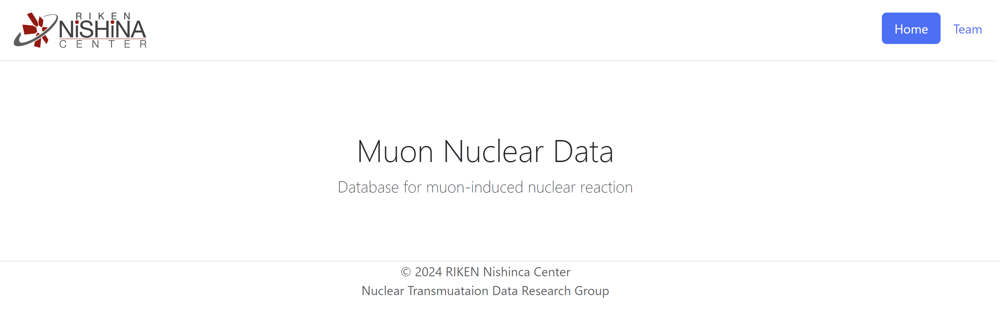 RIKEN
NiSHiNA
CENTER
Home
Team
Muon Nuclear Data
Database for muon-induced nuclear reaction
© 2024 RIKEN Nishinca Center
Nuclear Transmuataion Data Research Group